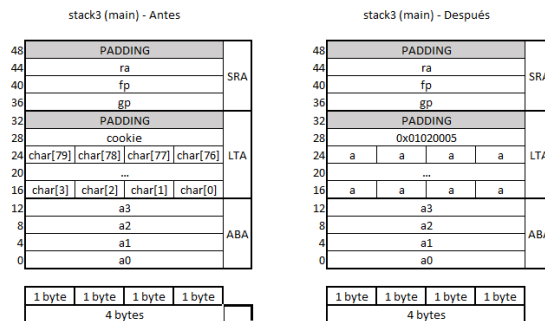 stack3 (main) - Antes
48 PADDING
44 ra
40 fp
36 gp
SRA
32 PADDING
28 cookie
24 char[79] char[78] char[77] char[76]
20 ...
16 char[3] char[2] char[1] char[0]
LTA
12 a3
8 a2
4 a1
0 a0
ABA
1 byte 1 byte 1 byte 1 byte
4 bytes
stack3 (main) - Después
48 PADDING
44 ra
40 fp
36 gp
SRA
32 PADDING
28 0x01020005
24 a a a a
20 ...
16 a a a a
LTA
12 a3
8 a2
4 a1
0 a0
ABA
1 byte 1 byte 1 byte 1 byte
4 bytes